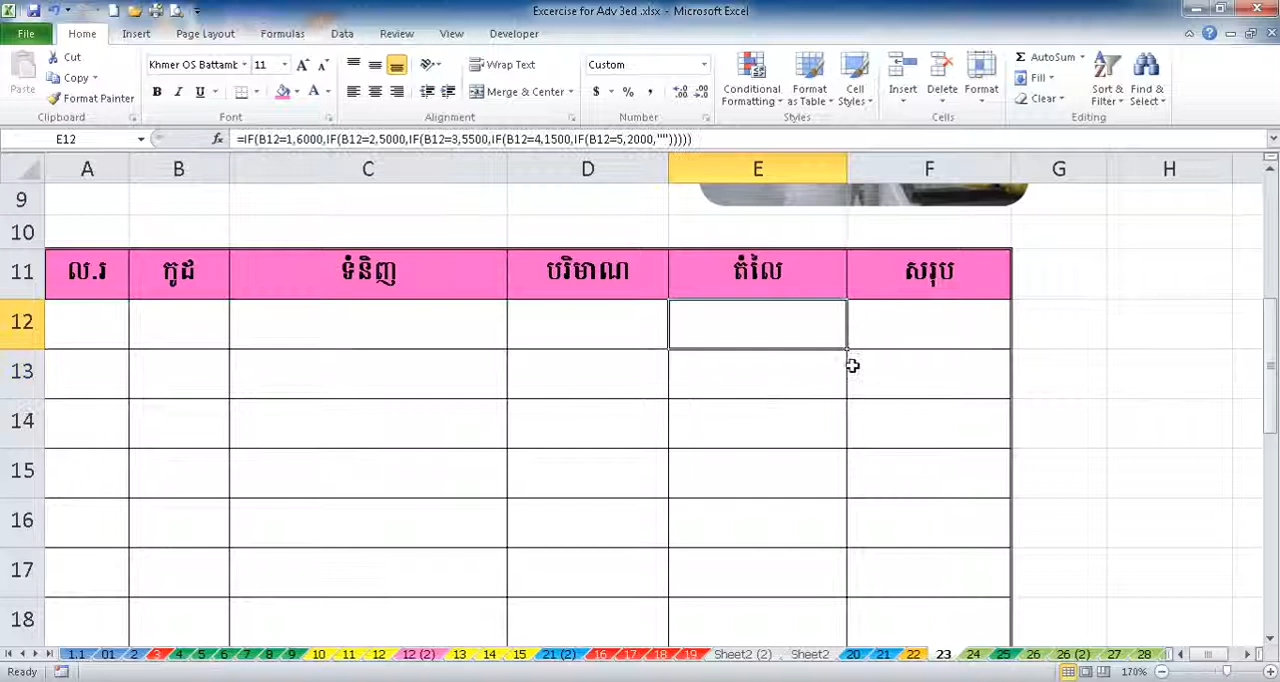 Excercise for Adv 3ed .xlsx - Microsoft Excel
File Home Insert Page Layout Formulas Data Review View Developer
Paste Cut Copy Format Painter Clipboard
Khmer OS Battamb 11 A A B I U A Font
Wrap Text Merge & Center Alignment
Custom $ % , Number
Conditional Formatting Format as Table Cell Styles Styles
Insert Delete Format Cells
Σ AutoSum Fill Clear Sort & Filter Find & Select Editing
E12 fx =IF(B12=1,6000,IF(B12=2,5000,IF(B12=3,5500,IF(B12=4,1500,IF(B12=5,2000,"")))))
A B C D E F G H
9
10
11 ល.រ កូដ ទំនិញ បរិមាណ តំលៃ សរុប
12
13
14
15
16
17
18
1.1 01 2 3 4 5 6 7 8 9 10 11 12 12 (2) 13 14 15 21 (2) 16 17 18 19 Sheet2 (2) Sheet2 20 21 22 23 24 25 26 26 (2) 27 28
Ready 170%